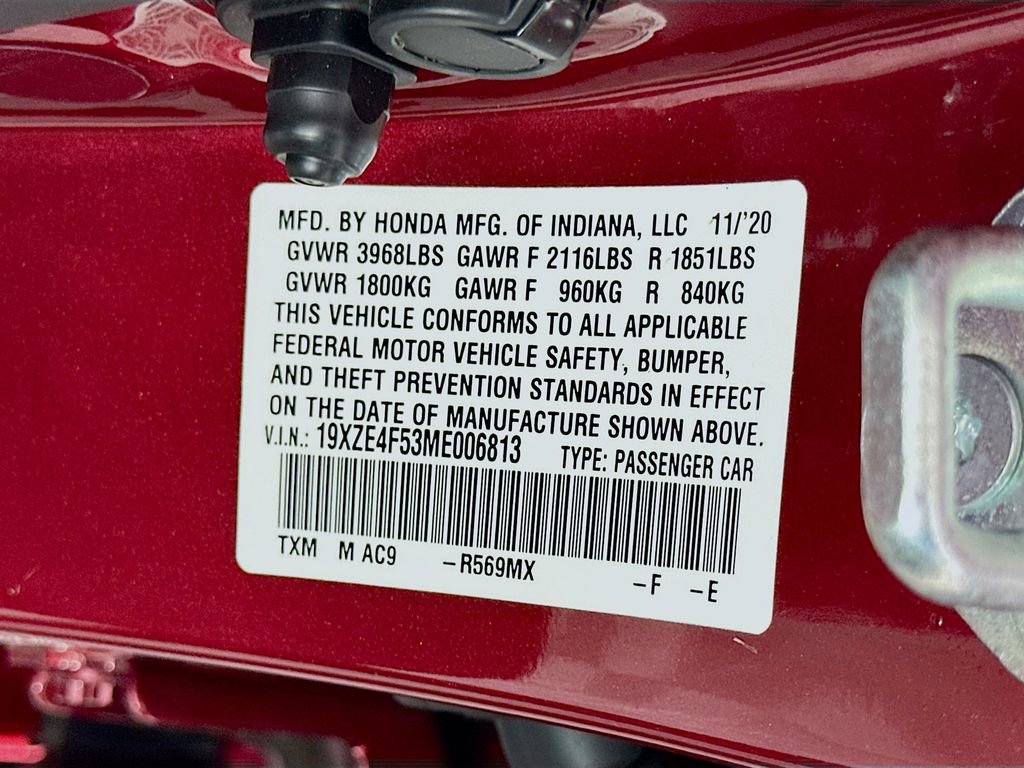 MFD. BY HONDA MFG. OF INDIANA, LLC 11/'20
GVWR 3968LBS GAWR F 2116LBS R 1851LBS
GVWR 1800KG GAWR F 960KG R 840KG
THIS VEHICLE CONFORMS TO ALL APPLICABLE
FEDERAL MOTOR VEHICLE SAFETY, BUMPER,
AND THEFT PREVENTION STANDARDS IN EFFECT
ON THE DATE OF MANUFACTURE SHOWN ABOVE.
V.I.N.: 19XZE4F53ME006813 TYPE: PASSENGER CAR
TXM M AC9 –R569MX –F –E